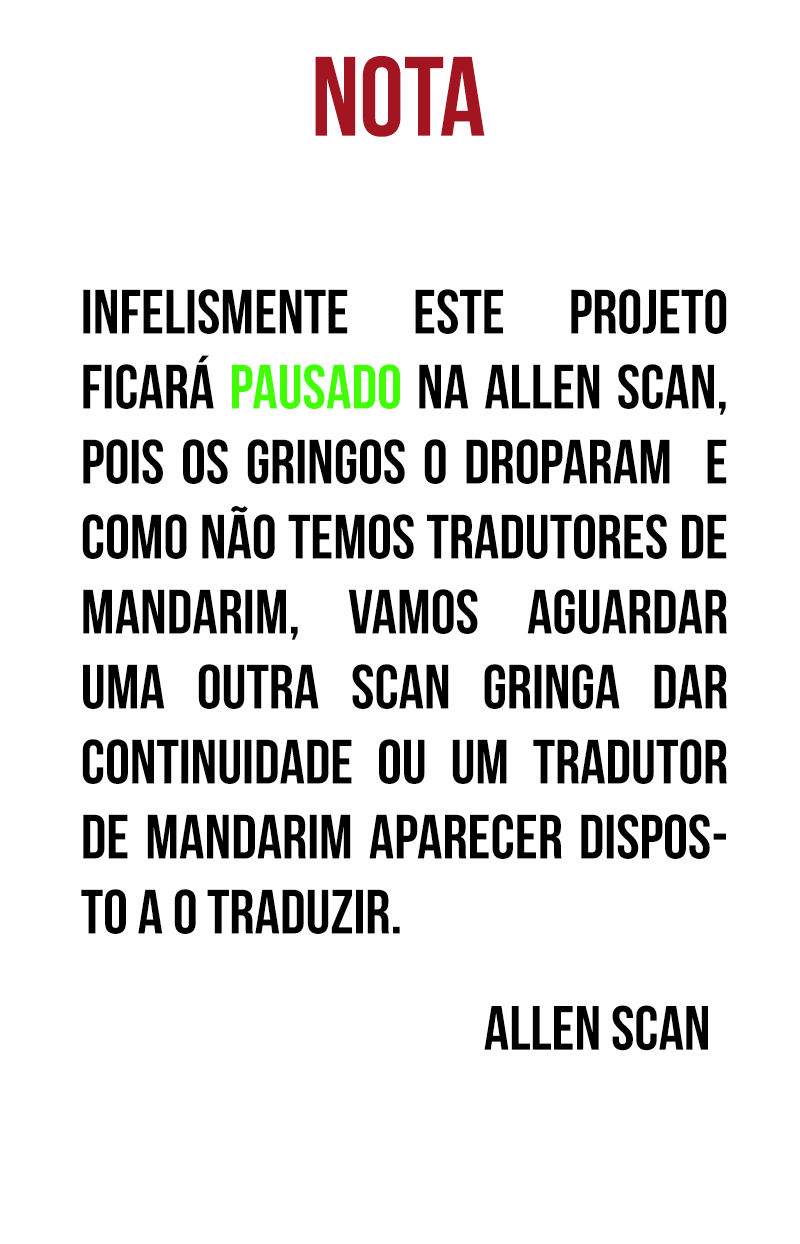 NOTA
INFELISMENTE ESTE PROJETO
FICARÁ PAUSADO NA ALLEN SCAN,
POIS OS GRINGOS O DROPARAM E
COMO NÃO TEMOS TRADUTORES DE
MANDARIM, VAMOS AGUARDAR
UMA OUTRA SCAN GRINGA DAR
CONTINUIDADE OU UM TRADUTOR
DE MANDARIM APARECER DISPOS-
TO A O TRADUZIR.
ALLEN SCAN